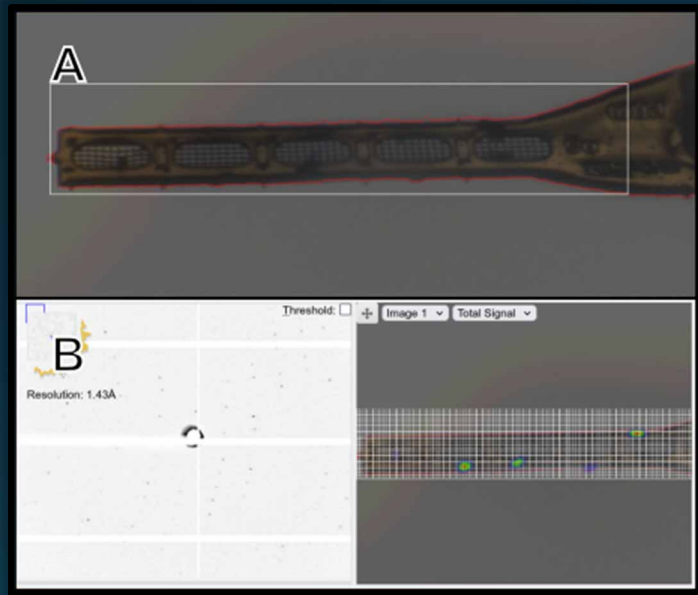 A
Threshold:
Image 1
Total Signal
B
Resolution: 1.43Å